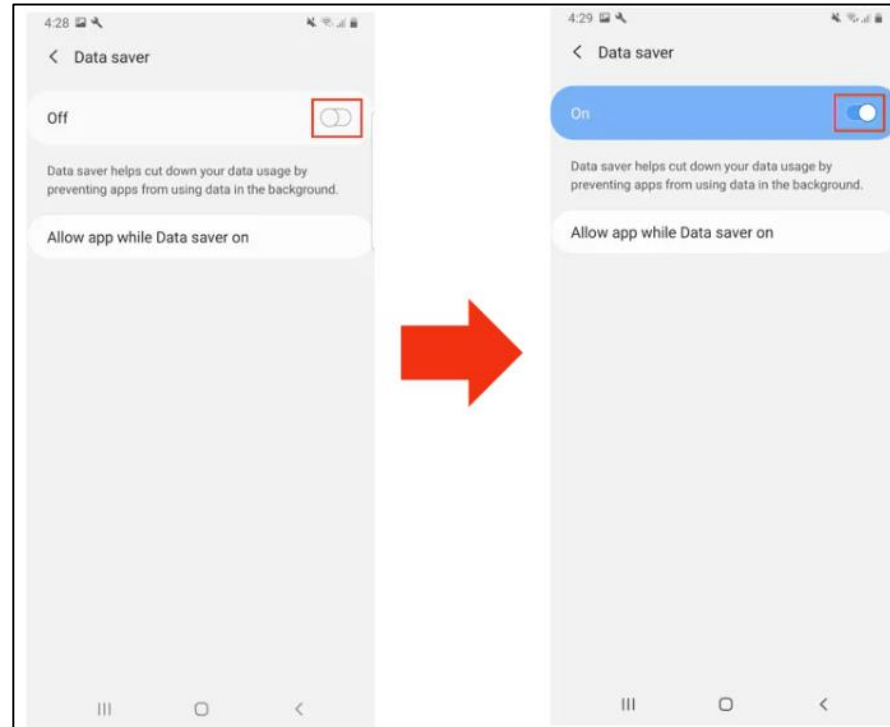 4:28
Data saver
Off
Data saver helps cut down your data usage by
preventing apps from using data in the background.
Allow app while Data saver on
4:29
Data saver
On
Data saver helps cut down your data usage by
preventing apps from using data in the background.
Allow app while Data saver on